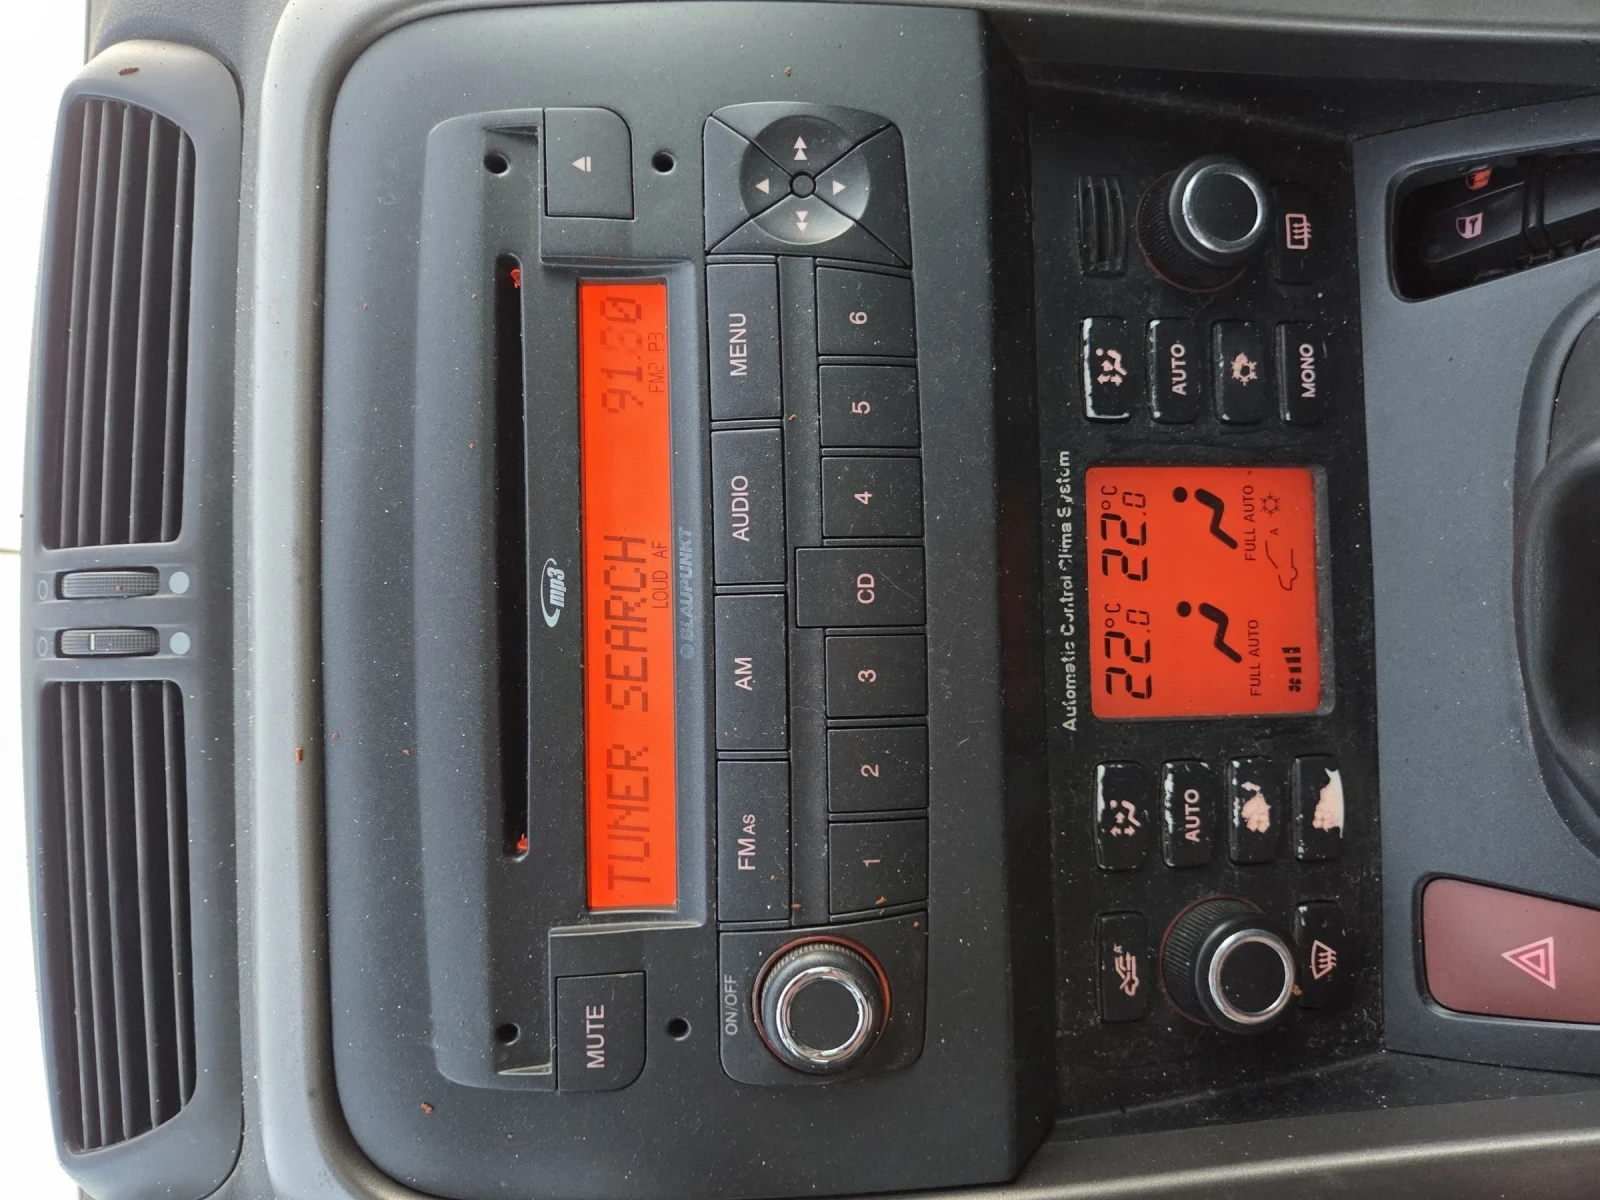 mp3
TUNER SEARCH 91.80
LOUD AF FM2 P3
BLAUPUNKT
MUTE
ON/OFF
FM AS AM AUDIO MENU
1 2 3 CD 4 5 6
Automatic Control Clima System
22.0°C 22.0°C
FULL AUTO FULL AUTO
A
AUTO
AUTO
MONO